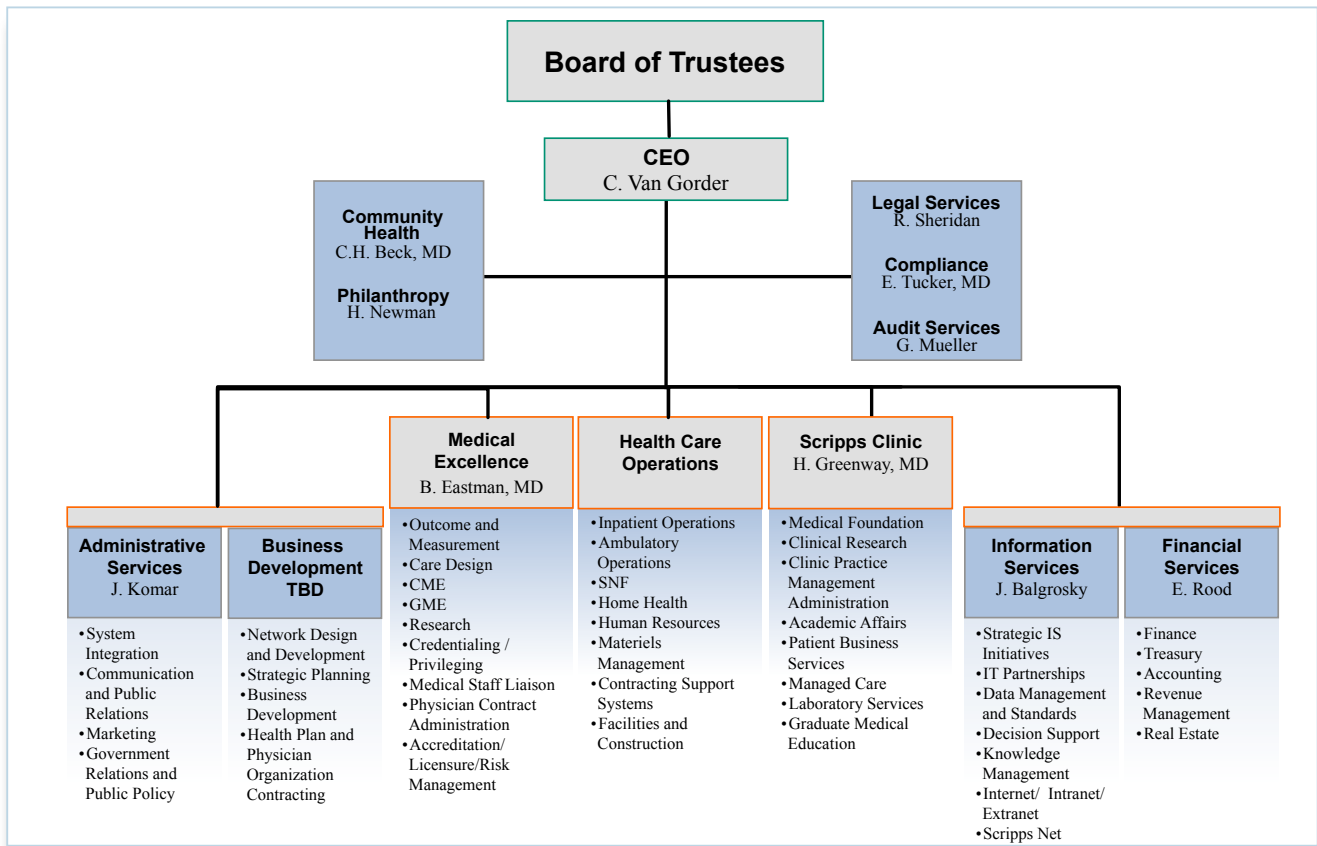 Board of Trustees
CEO
C. Van Gorder
Community
Health
C.H. Beck, MD
Philanthropy
H. Newman
Legal Services
R. Sheridan
Compliance
E. Tucker, MD
Audit Services
G. Mueller
Administrative
Services
J. Komar
•System
Integration
•Communication
and Public
Relations
•Marketing
•Government
Relations and
Public Policy
Business
Development
TBD
•Network Design
and Development
•Strategic Planning
•Business
Development
•Health Plan and
Physician
Organization
Contracting
Medical
Excellence
B. Eastman, MD
•Outcome and
Measurement
•Care Design
•CME
•GME
•Research
•Credentialing /
Privileging
•Medical Staff Liaison
•Physician Contract
Administration
•Accreditation/
Licensure/Risk
Management
Health Care
Operations
•Inpatient Operations
•Ambulatory
Operations
•SNF
•Home Health
•Human Resources
•Materiels
Management
•Contracting Support
Systems
•Facilities and
Construction
Scripps Clinic
H. Greenway, MD
•Medical Foundation
•Clinical Research
•Clinic Practice
Management
Administration
•Academic Affairs
•Patient Business
Services
•Managed Care
•Laboratory Services
•Graduate Medical
Education
Information
Services
J. Balgrosky
•Strategic IS
Initiatives
•IT Partnerships
•Data Management
and Standards
•Decision Support
•Knowledge
Management
•Internet/ Intranet/
Extranet
•Scripps Net
Financial
Services
E. Rood
•Finance
•Treasury
•Accounting
•Revenue
Management
•Real Estate